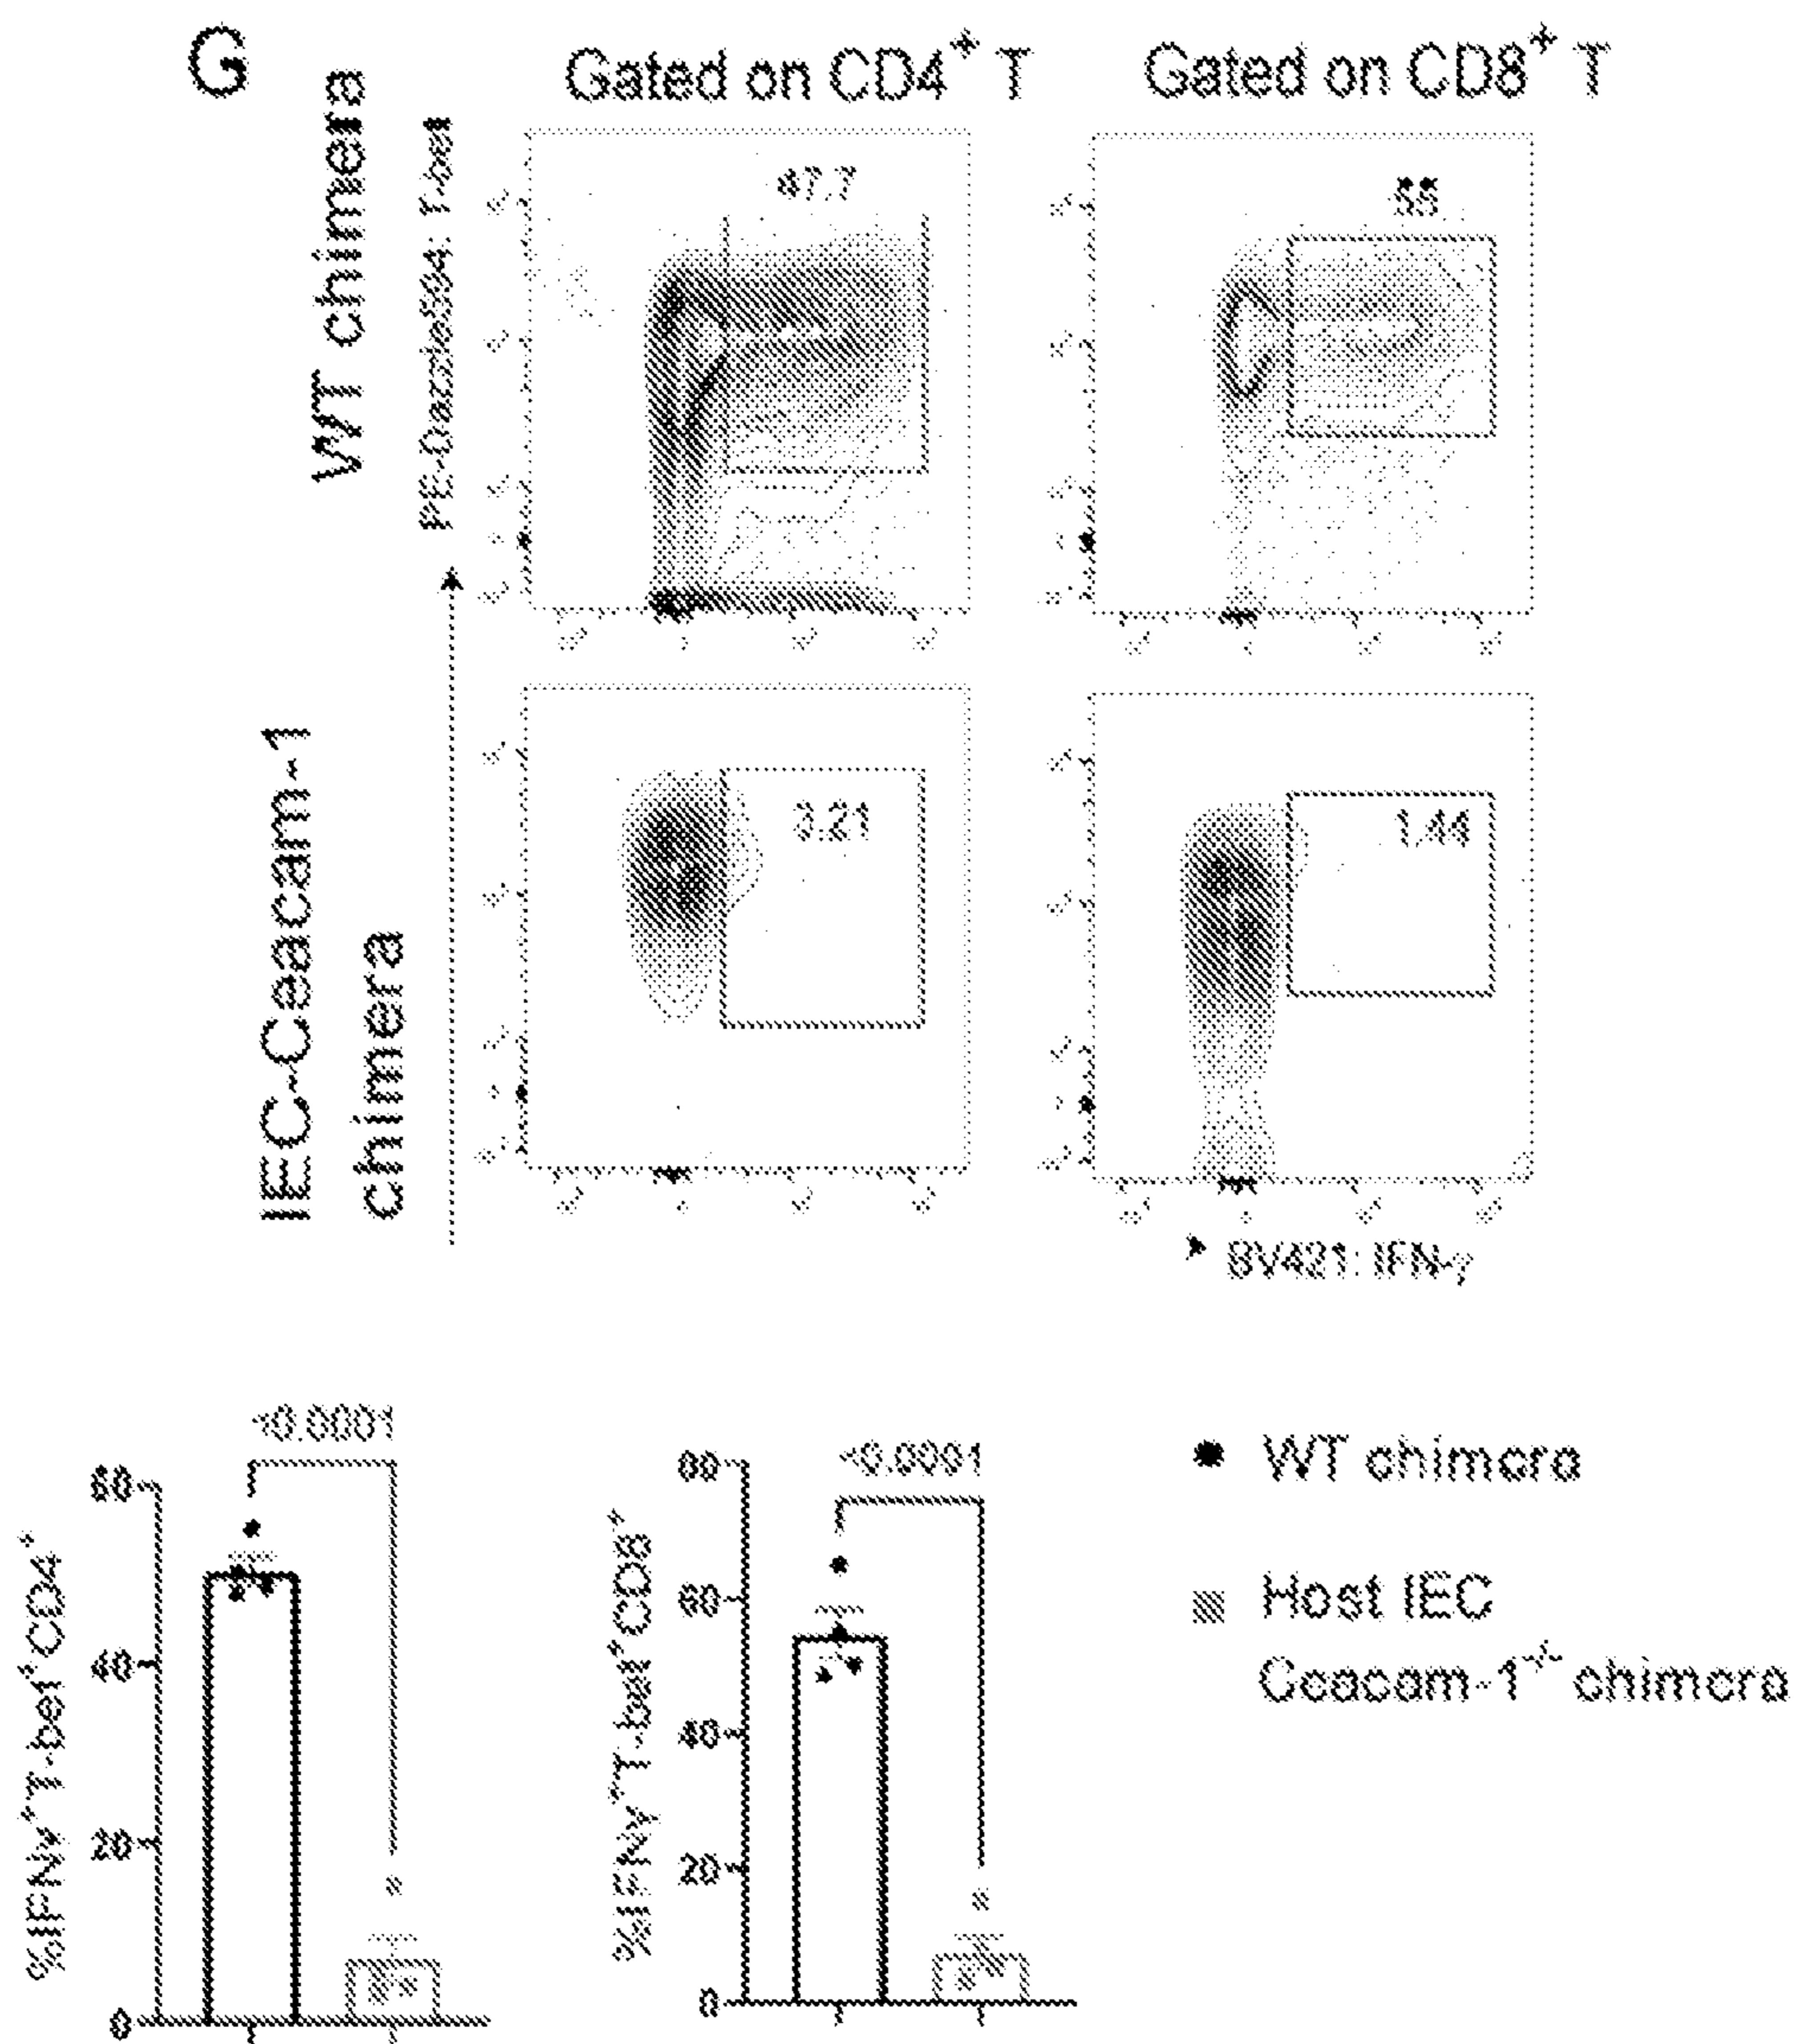 G
Gated on CD4⁺ T
Gated on CD8⁺ T
WT chimera
PE-Dazzle594: T-bet
47.7
55
IEC-Ceacam-1
chimera
3.21
1.44
BV421: IFN-γ
%IFNγ⁺T-bet⁺CD4⁺
60
40
20
0
<0.0001
%IFNγ⁺T-bet⁺CD8⁺
80
60
40
20
0
<0.0001
WT chimera
Host IEC
Ceacam-1⁻/⁻ chimera